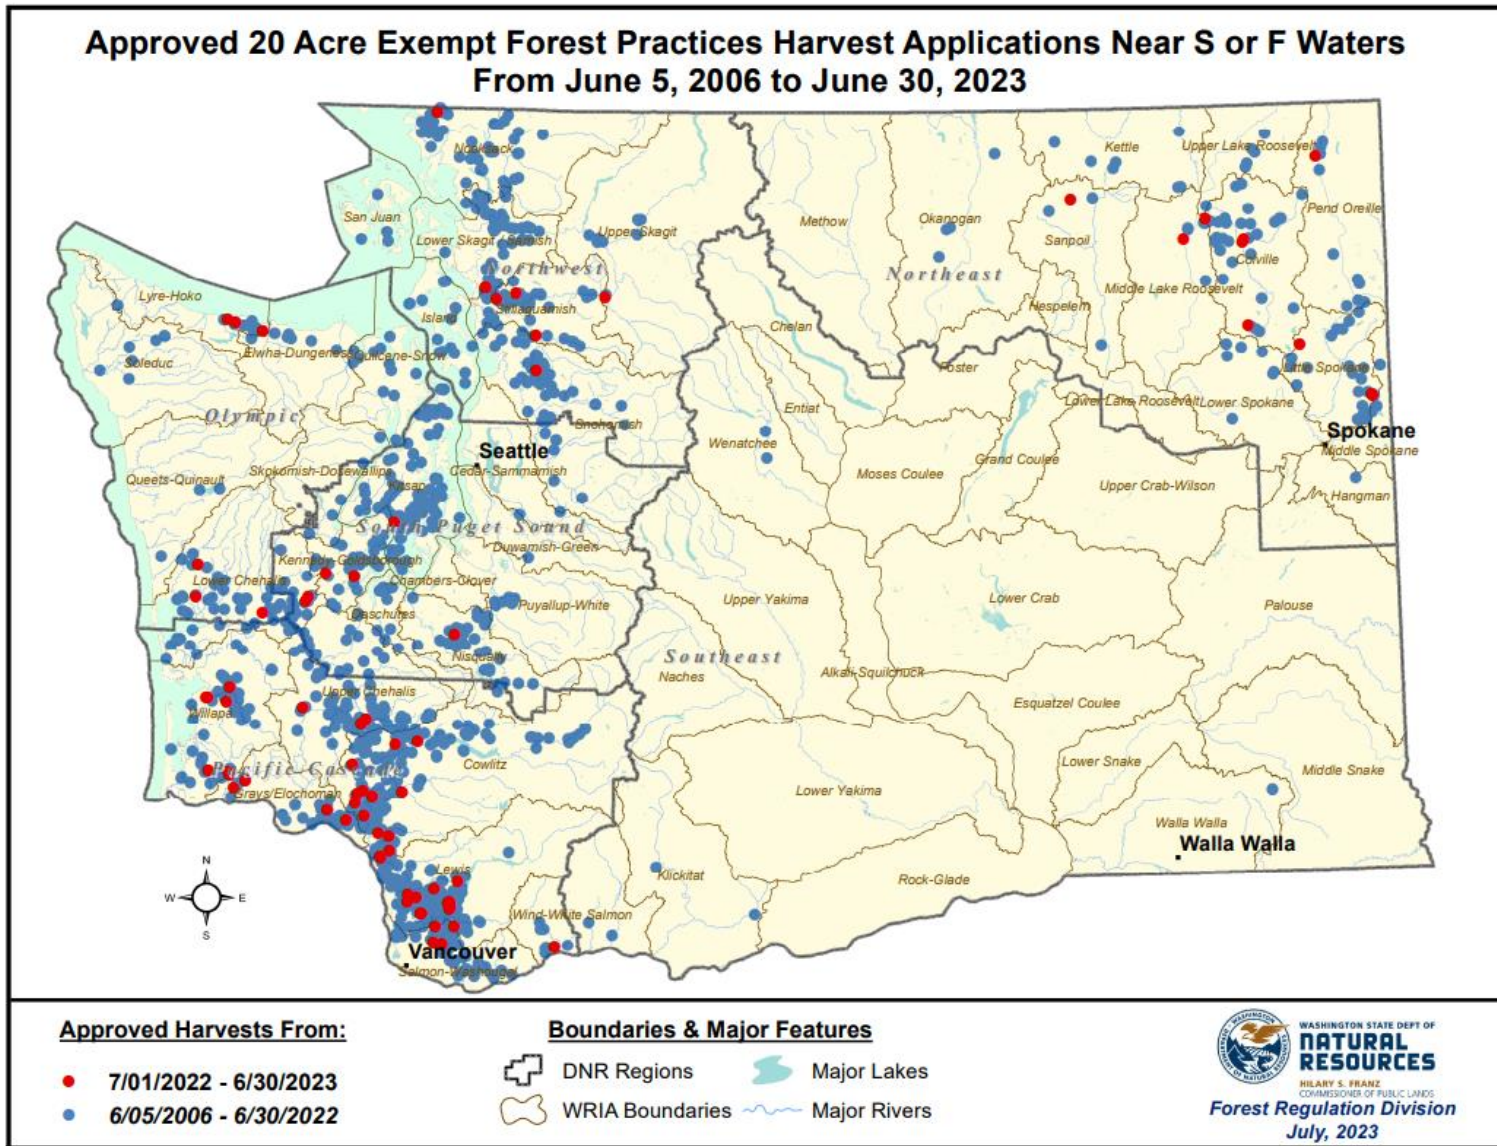 Approved 20 Acre Exempt Forest Practices Harvest Applications Near S or F Waters
From June 5, 2006 to June 30, 2023
Nooksack
Kettle
Upper Lake Roosevelt
San Juan
Lower Skagit / Samish
Upper Skagit
Methow
Okanogan
Sanpoil
Pend Oreille
Northwest
Northeast
Colville
Lyre-Hoko
Island
Stillaguamish
Hespelem
Middle Lake Roosevelt
Chelan
Soleduc
Elwha-Dungeness
Quilcene-Snow
Foster
Little Spokane
Olympic
Entiat
Lower Lake Roosevelt
Lower Spokane
Snohomish
Wenatchee
Spokane
Seattle
Middle Spokane
Skokomish-Dosewallips
Cedar-Sammamish
Moses Coulee
Grand Coulee
Queets-Quinault
Kitsap
Upper Crab-Wilson
Hangman
South Puget Sound
Duwamish-Green
Kennedy-Goldsborough
Lower Chehalis
Chambers-Clover
Deschutes
Puyallup-White
Upper Yakima
Lower Crab
Palouse
Nisqually
Southeast
Naches
Alkali-Squilchuck
Upper Chehalis
Willapa
Esquatzel Coulee
Pacific Cascade
Cowlitz
Lower Snake
Middle Snake
Grays/Elochoman
Lower Yakima
Walla Walla
Walla Walla
Lewis
Klickitat
Rock-Glade
Wind-White Salmon
Vancouver
Salmon-Washougal
N
W
E
S
Approved Harvests From:
7/01/2022 - 6/30/2023
6/05/2006 - 6/30/2022
Boundaries & Major Features
DNR Regions
Major Lakes
WRIA Boundaries
Major Rivers
WASHINGTON STATE DEPT OF
NATURAL
RESOURCES
HILARY S. FRANZ
COMMISSIONER OF PUBLIC LANDS
Forest Regulation Division
July, 2023